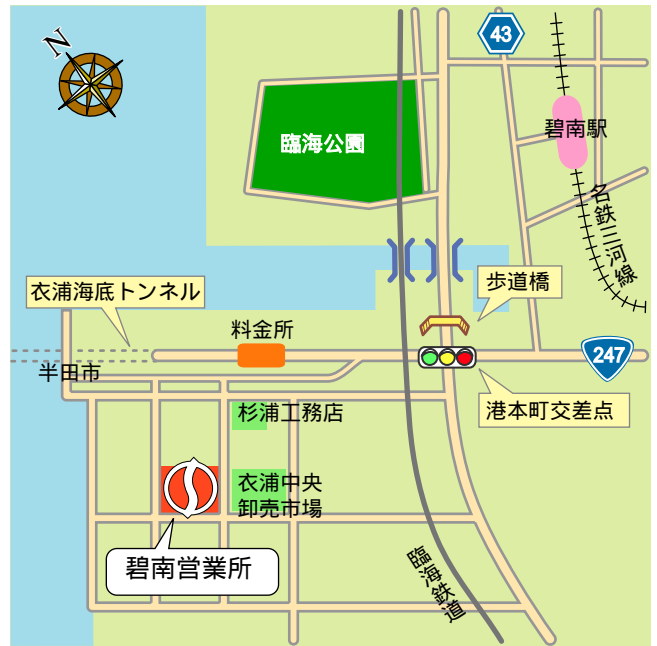 N
43
碧南駅
臨海公園
名鉄三河線
衣浦海底トンネル
歩道橋
料金所
247
半田市
港本町交差点
杉浦工務店
衣浦中央
卸売市場
碧南営業所
臨海鉄道